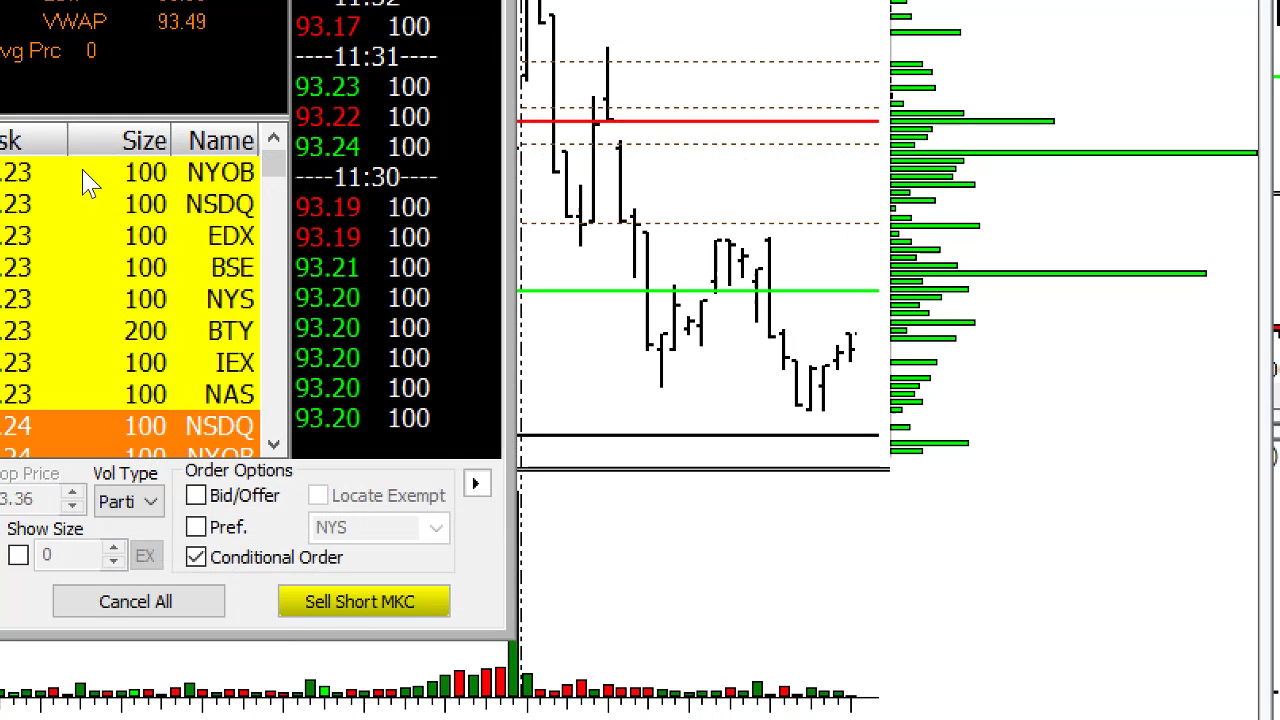 VWAP 93.49
vg Prc 0
93.17 100
----11:31----
93.23 100
93.22 100
93.24 100
----11:30----
93.19 100
93.19 100
93.21 100
93.20 100
93.20 100
93.20 100
93.20 100
93.20 100
sk Size Name
.23 100 NYOB
.23 100 NSDQ
.23 100 EDX
.23 100 BSE
.23 100 NYS
.23 200 BTY
.23 100 IEX
.23 100 NAS
.24 100 NSDQ
.24 100 NYOB
op Price Vol Type Order Options
3.36 Parti Bid/Offer Locate Exempt
Pref. NYS
Show Size
0 EX Conditional Order
Cancel All Sell Short MKC